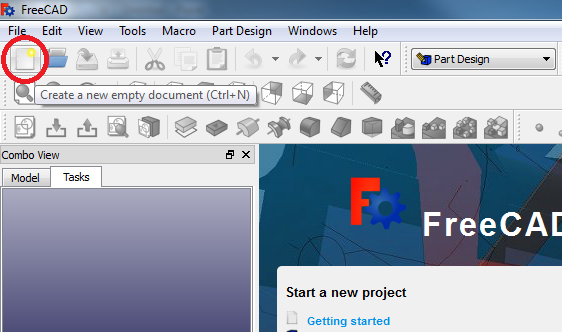 FreeCAD
File Edit View Tools Macro Part Design Windows Help
Part Design
Create a new empty document (Ctrl+N)
Combo View
Model Tasks
FreeCAD
Start a new project
Getting started